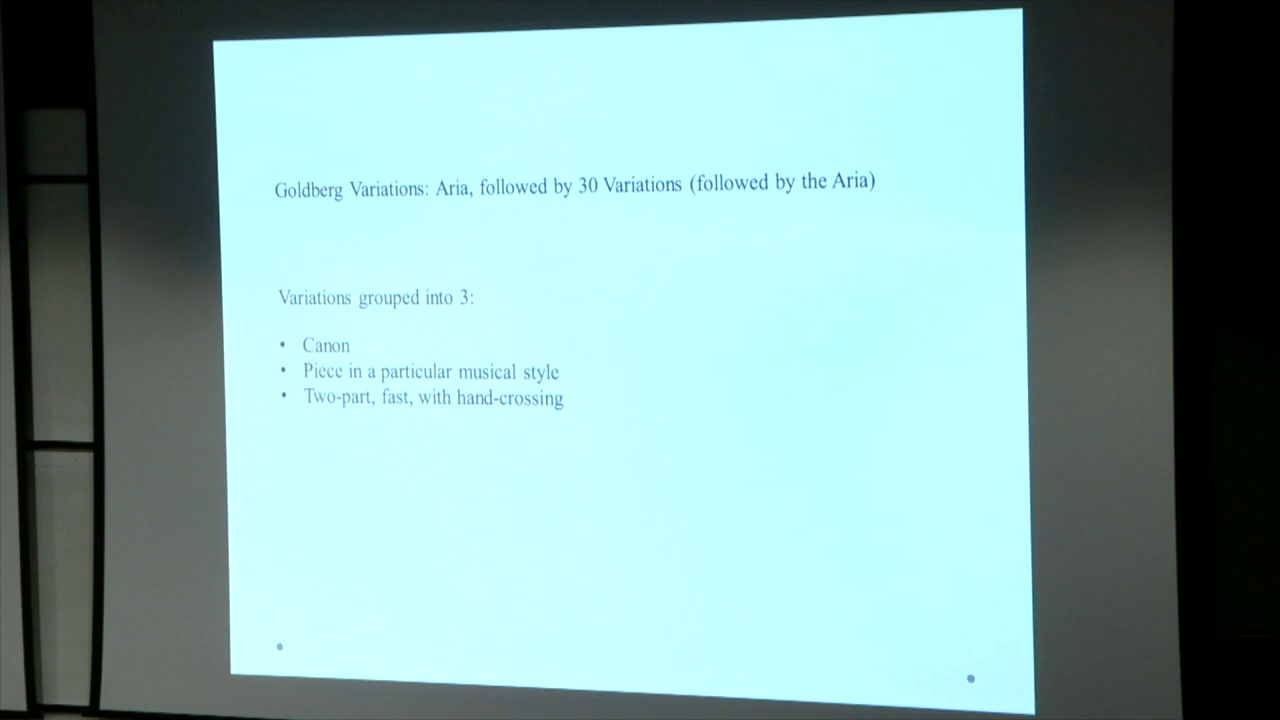 Goldberg Variations: Aria, followed by 30 Variations (followed by the Aria)
Variations grouped into 3:
• Canon
• Piece in a particular musical style
• Two-part, fast, with hand-crossing